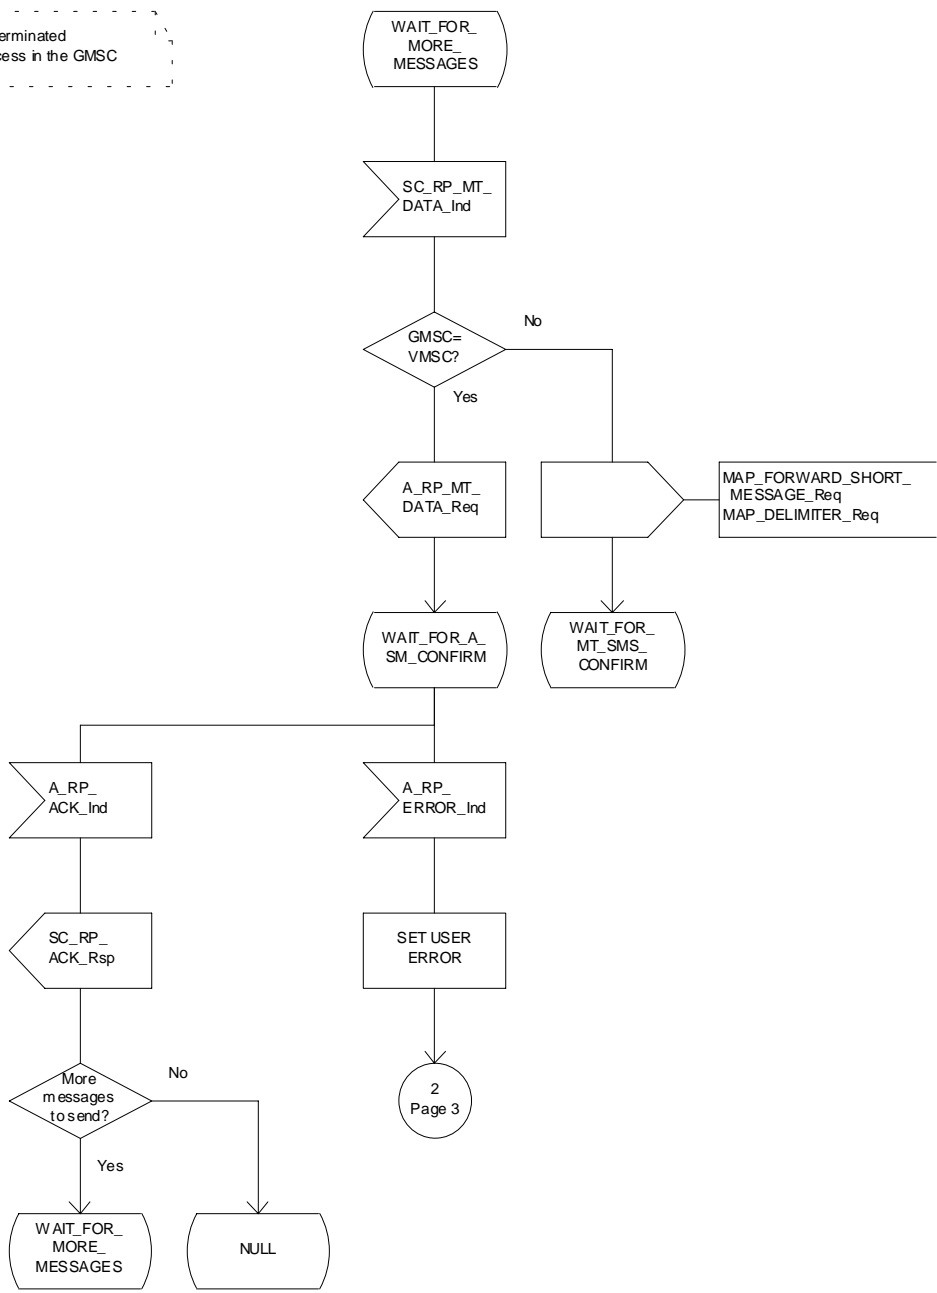 erminated
cess in the GMSC
WAIT_FOR_
MORE_
MESSAGES
SC_RP_MT_
DATA_Ind
GMSC=
VMSC?
No
Yes
A_RP_MT_
DATA_Req
MAP_FORWARD_SHORT_
MESSAGE_Req
MAP_DELIMITER_Req
WAIT_FOR_A_
SM_CONFIRM
WAIT_FOR_
MT_SMS_
CONFIRM
A_RP_
ACK_Ind
A_RP_
ERROR_Ind
SC_RP_
ACK_Rsp
SET USER
ERROR
More
messages
to send?
No
Yes
2
Page 3
WAIT_FOR_
MORE_
MESSAGES
NULL